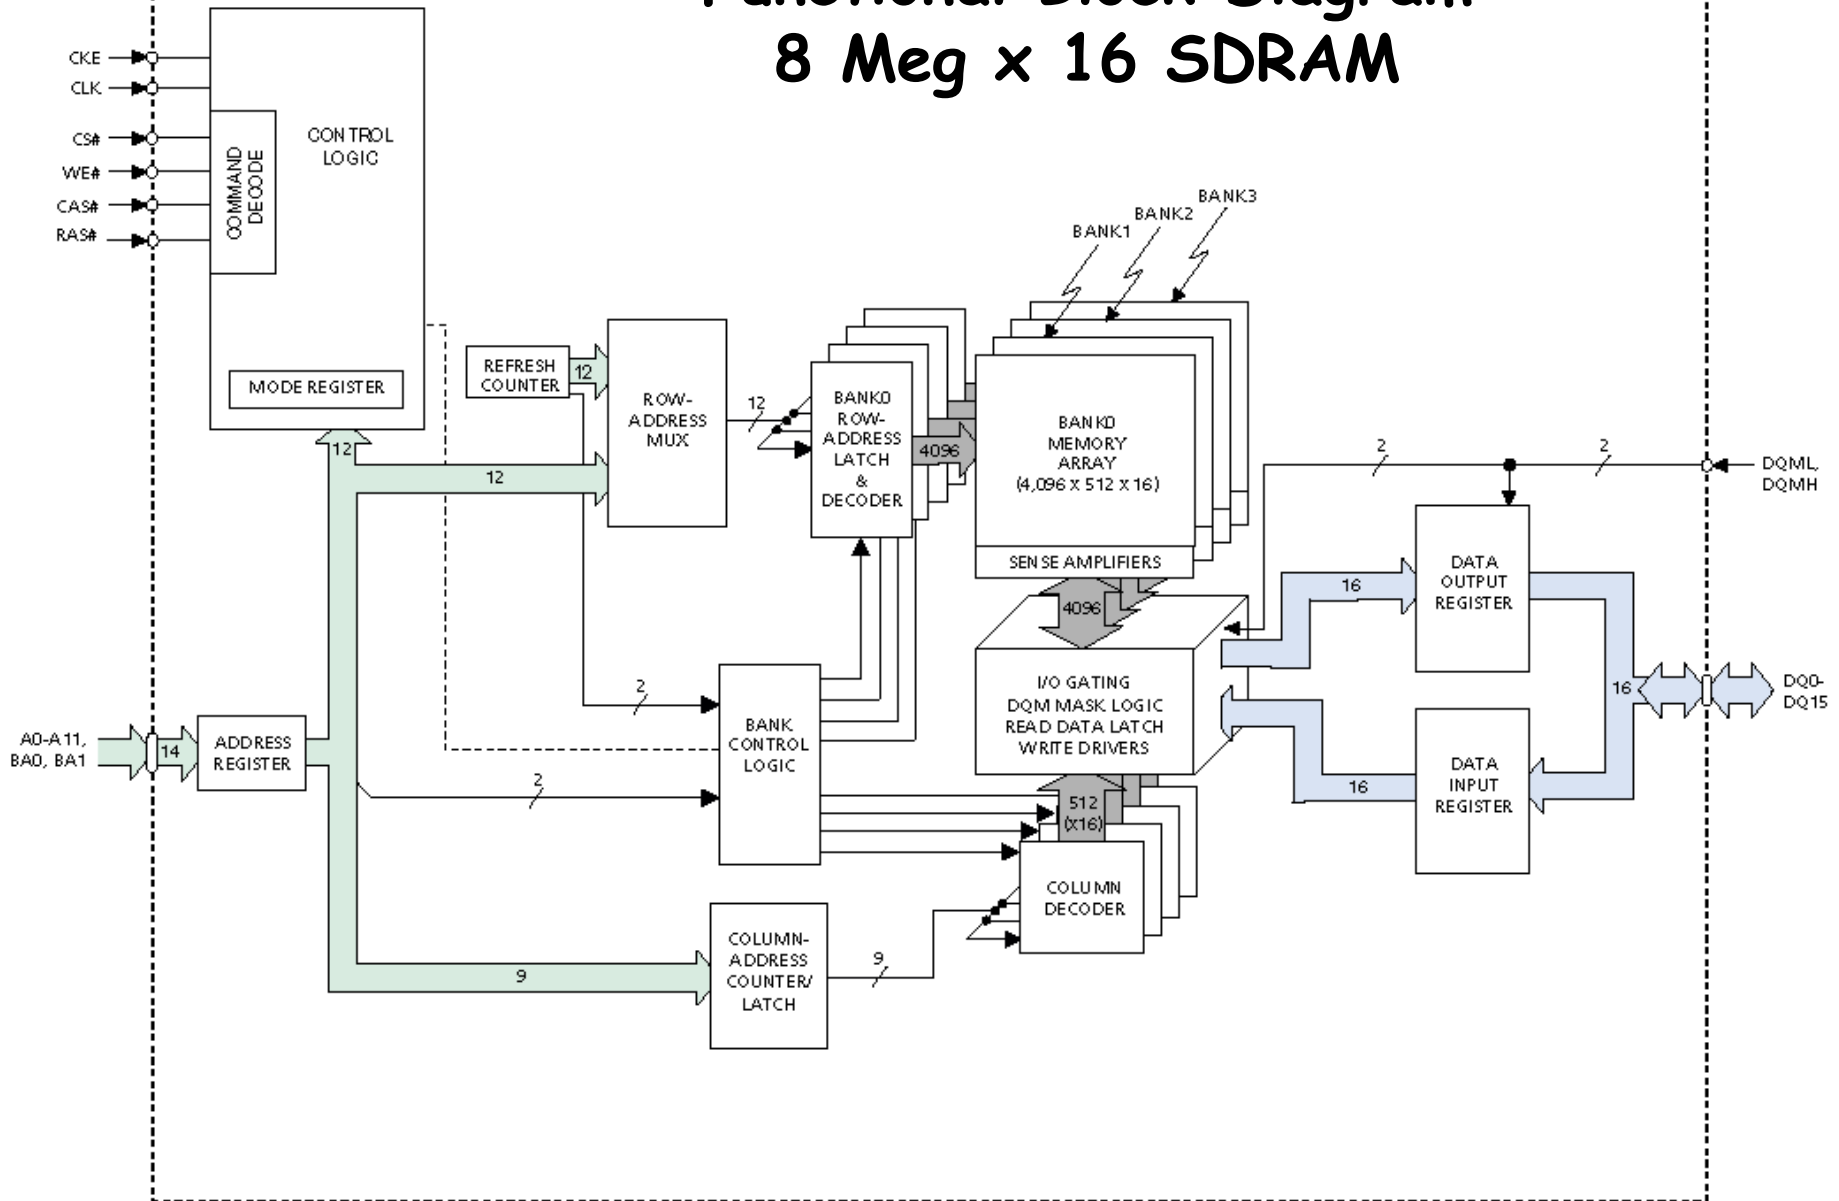 Functional Block Diagram
8 Meg x 16 SDRAM
CKE
CLK
CS#
WE#
CAS#
RAS#
COMMAND
DECODE
CONTROL
LOGIC
MODE REGISTER
BANK3
BANK2
BANK1
REFRESH
COUNTER
12
ROW-
ADDRESS
MUX
12
BANK0
ROW-
ADDRESS
LATCH
&
DECODER
4096
BANK0
MEMORY
ARRAY
(4,096 x 512 x 16)
SENSE AMPLIFIERS
12
12
2
2
DQML,
DQMH
DATA
OUTPUT
REGISTER
16
4096
I/O GATING
DQM MASK LOGIC
READ DATA LATCH
WRITE DRIVERS
16
DQ0-
DQ15
2
BANK
CONTROL
LOGIC
A0-A11,
BA0, BA1
14
ADDRESS
REGISTER
2
DATA
INPUT
REGISTER
16
512
(x16)
COLUMN
DECODER
9
COLUMN-
ADDRESS
COUNTER/
LATCH
9